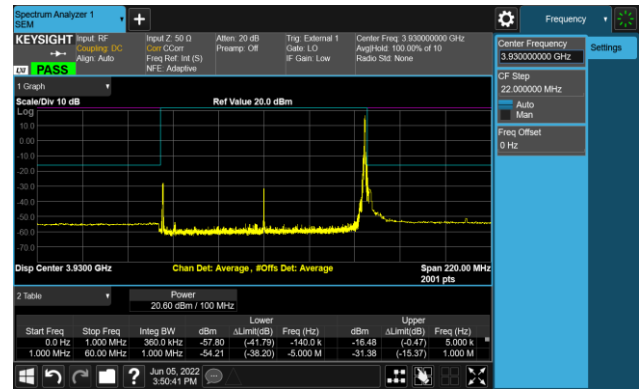 Spectrum Analyzer 1
SEM
Frequency
KEYSIGHT
Input: RF
Coupling: DC
Align: Auto
Input Z: 50 Ω
Corr CCorr
Freq Ref: Int (S)
NFE: Adaptive
Atten: 20 dB
Preamp: Off
Trig: External 1
Gate: LO
IF Gain: Low
Center Freq: 3.930000000 GHz
Avg|Hold: 100.00% of 10
Radio Std: None
LXI PASS
Center Frequency
3.930000000 GHz
Settings
CF Step
22.000000 MHz
Auto
Man
Freq Offset
0 Hz
1 Graph
Scale/Div 10 dB
Ref Value 20.0 dBm
Log
10.0
0.00
-10.0
-20.0
-30.0
-40.0
-50.0
-60.0
-70.0
Disp Center 3.9300 GHz
Chan Det: Average , #Offs Det: Average
Span 220.00 MHz
2001 pts
2 Table
Power
20.60 dBm / 100 MHz
Lower Upper
Start Freq Stop Freq Integ BW dBm ΔLimit(dB) Freq (Hz) dBm ΔLimit(dB) Freq (Hz)
0.0 Hz 1.000 MHz 360.0 kHz -57.80 (-41.79) -140.0 k -16.48 (-0.47) 5.000 k
1.000 MHz 60.00 MHz 1.000 MHz -54.21 (-38.20) -5.000 M -31.38 (-15.37) 1.000 M
?
Jun 05, 2022
3:50:41 PM